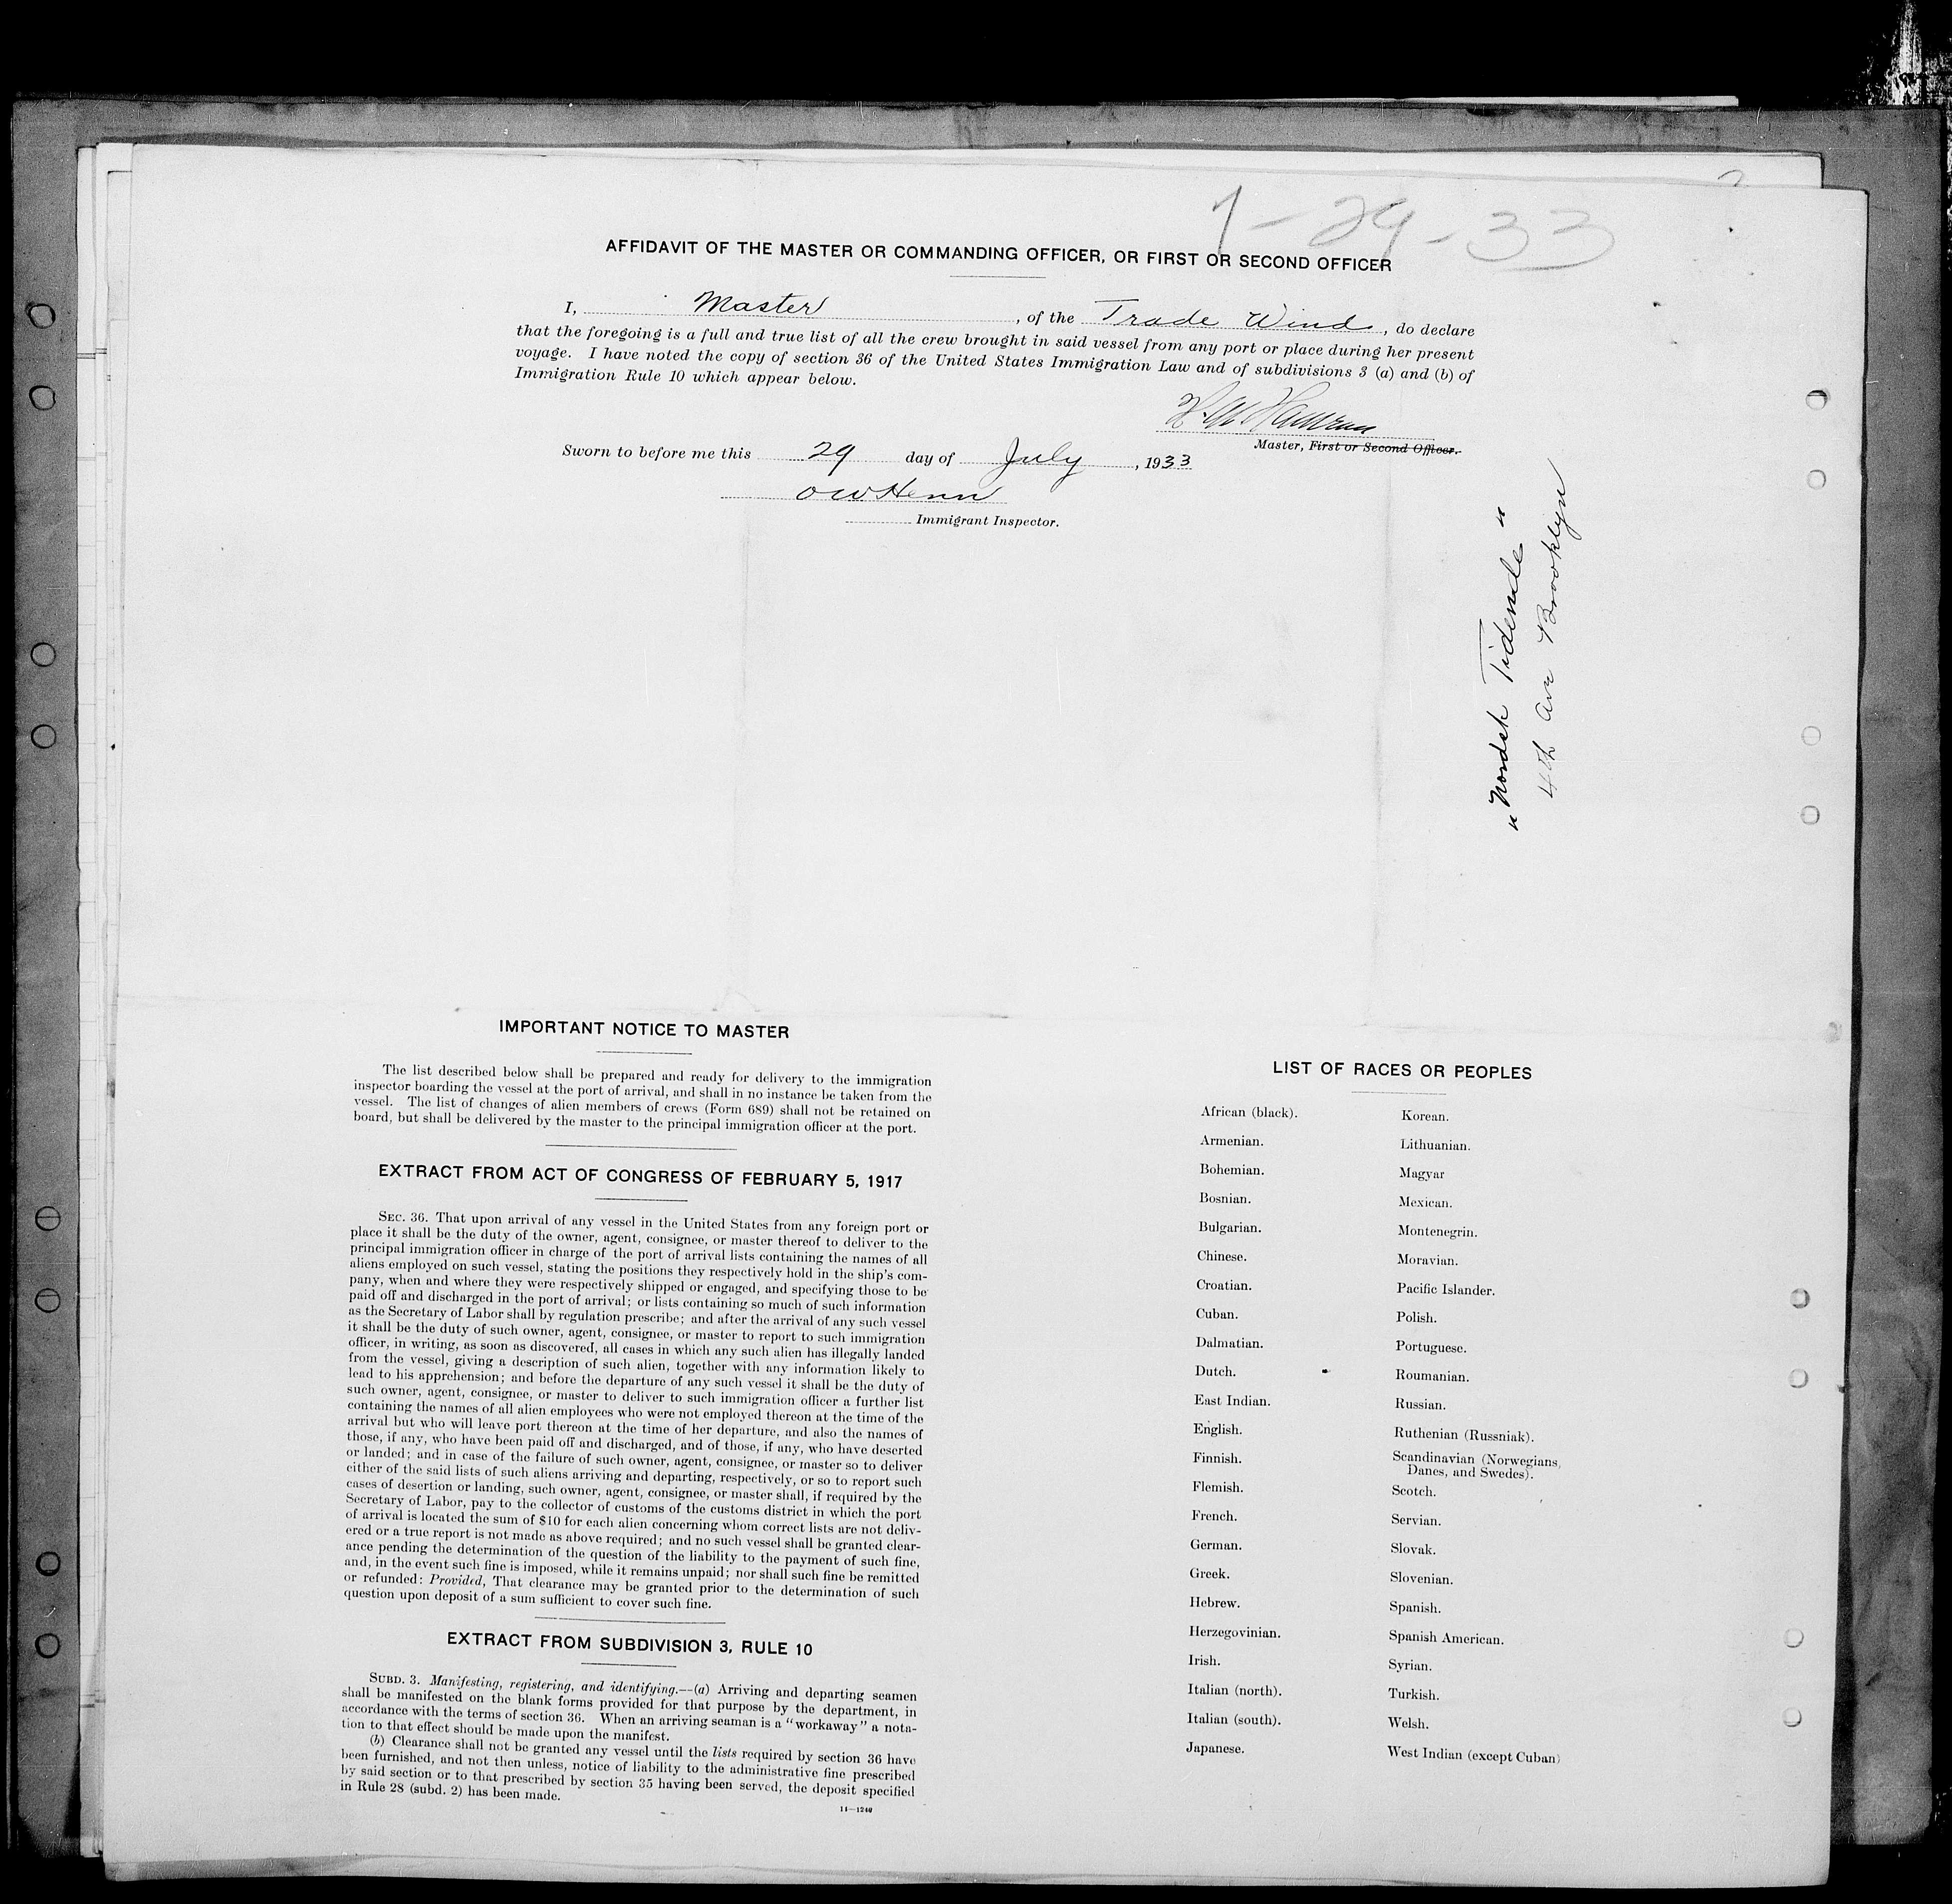 7-29-33
AFFIDAVIT OF THE MASTER OR COMMANDING OFFICER, OR FIRST OR SECOND OFFICER
I, Master, of the Trade Wind, do declare
that the foregoing is a full and true list of all the crew brought in said vessel from any port or place during her present
voyage. I have noted the copy of section 36 of the United States Immigration Law and of subdivisions 3 (a) and (b) of
Immigration Rule 10 which appear below.
Master, First or Second Officer.
Sworn to before me this 29 day of July, 1933
OW Henn
Immigrant Inspector.
"Nordsk Tidende"
4th Ave Brooklyn
IMPORTANT NOTICE TO MASTER
The list described below shall be prepared and ready for delivery to the immigration
inspector boarding the vessel at the port of arrival, and shall in no instance be taken from the
vessel. The list of changes of alien members of crews (Form 689) shall not be retained on
board, but shall be delivered by the master to the principal immigration officer at the port.
EXTRACT FROM ACT OF CONGRESS OF FEBRUARY 5, 1917
SEC. 36. That upon arrival of any vessel in the United States from any foreign port or
place it shall be the duty of the owner, agent, consignee, or master thereof to deliver to the
principal immigration officer in charge of the port of arrival lists containing the names of all
aliens employed on such vessel, stating the positions they respectively hold in the ship's com-
pany, when and where they were respectively shipped or engaged, and specifying those to be
paid off and discharged in the port of arrival; or lists containing so much of such information
as the Secretary of Labor shall by regulation prescribe; and after the arrival of any such vessel
it shall be the duty of such owner, agent, consignee, or master to report to such immigration
officer, in writing, as soon as discovered, all cases in which any such alien has illegally landed
from the vessel, giving a description of such alien, together with any information likely to
lead to his apprehension; and before the departure of any such vessel it shall be the duty of
such owner, agent, consignee, or master to deliver to such immigration officer a further list
containing the names of all alien employees who were not employed thereon at the time of the
arrival but who will leave port thereon at the time of her departure, and also the names of
those, if any, who have been paid off and discharged, and of those, if any, who have deserted
or landed; and in case of the failure of such owner, agent, consignee, or master so to deliver
either of the said lists of such aliens arriving and departing, respectively, or so to report such
cases of desertion or landing, such owner, agent, consignee, or master shall, if required by the
Secretary of Labor, pay to the collector of customs of the customs district in which the port
of arrival is located the sum of $10 for each alien concerning whom correct lists are not deliv-
ered or a true report is not made as above required; and no such vessel shall be granted clear-
ance pending the determination of the question of the liability to the payment of such fine,
and, in the event such fine is imposed, while it remains unpaid; nor shall such fine be remitted
or refunded: Provided, That clearance may be granted prior to the determination of such
question upon deposit of a sum sufficient to cover such fine.
EXTRACT FROM SUBDIVISION 3, RULE 10
SUBD. 3. Manifesting, registering, and identifying.—(a) Arriving and departing seamen
shall be manifested on the blank forms provided for that purpose by the department, in
accordance with the terms of section 36. When an arriving seaman is a "workaway" a nota-
tion to that effect should be made upon the manifest.
(b) Clearance shall not be granted any vessel until the lists required by section 36 have
been furnished, and not then unless, notice of liability to the administrative fine prescribed
by said section or to that prescribed by section 35 having been served, the deposit specified
in Rule 28 (subd. 2) has been made.
14—1240
LIST OF RACES OR PEOPLES
African (black).
Armenian.
Bohemian.
Bosnian.
Bulgarian.
Chinese.
Croatian.
Cuban.
Dalmatian.
Dutch.
East Indian.
English.
Finnish.
Flemish.
French.
German.
Greek.
Hebrew.
Herzegovinian.
Irish.
Italian (north).
Italian (south).
Japanese.
Korean.
Lithuanian.
Magyar
Mexican.
Montenegrin.
Moravian.
Pacific Islander.
Polish.
Portuguese.
Roumanian.
Russian.
Ruthenian (Russniak).
Scandinavian (Norwegians,
Danes, and Swedes).
Scotch.
Servian.
Slovak.
Slovenian.
Spanish.
Spanish American.
Syrian.
Turkish.
Welsh.
West Indian (except Cuban)